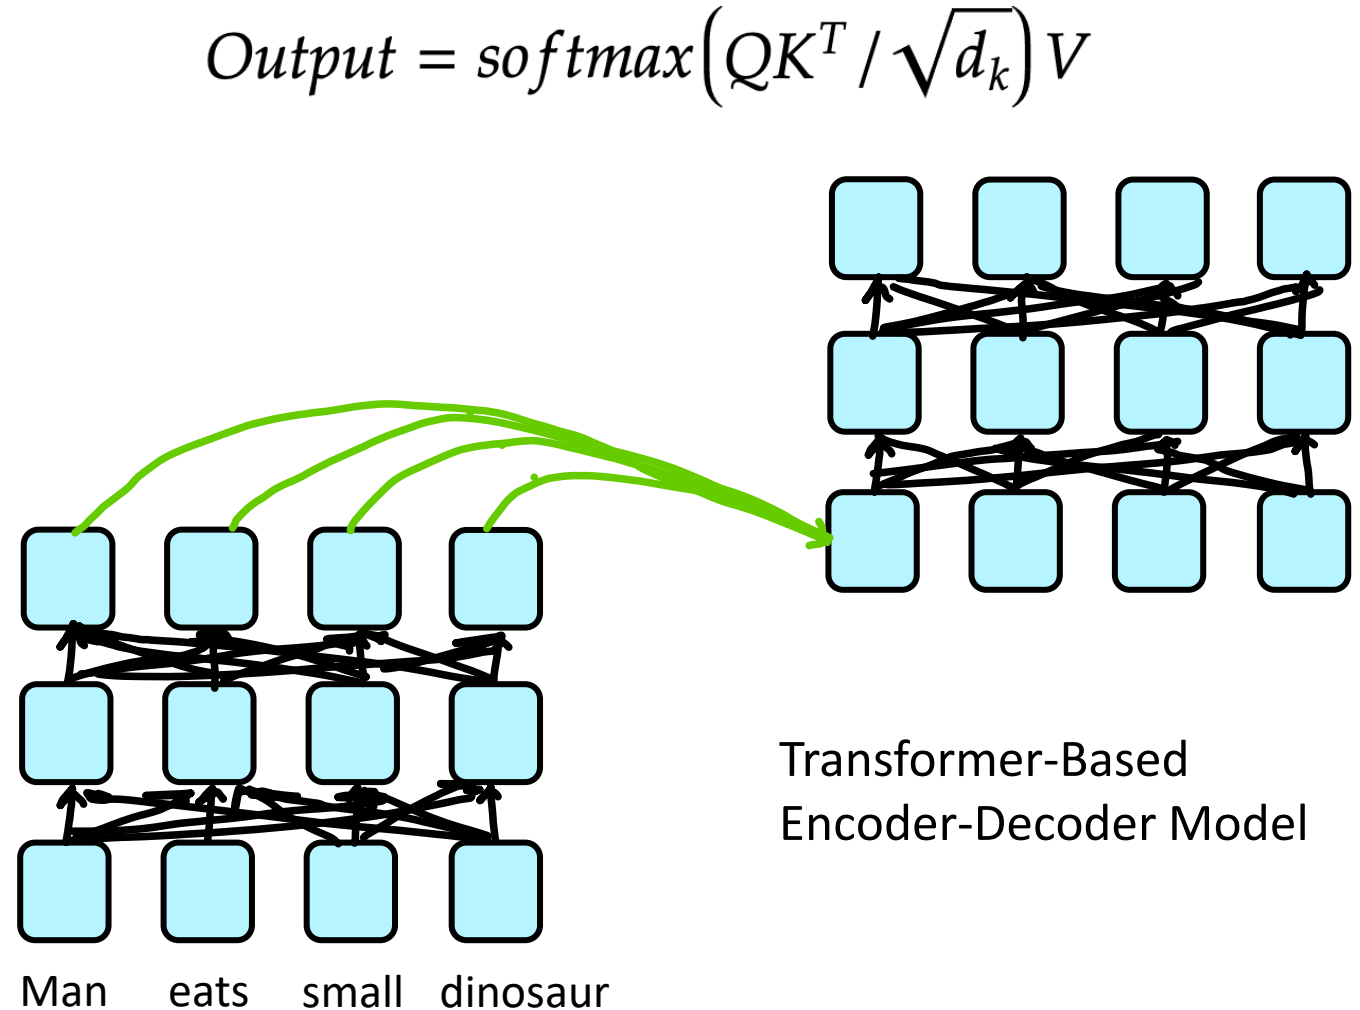 Output = softmax(QK^T / √d_k) V
Transformer-Based
Encoder-Decoder Model
Man eats small dinosaur